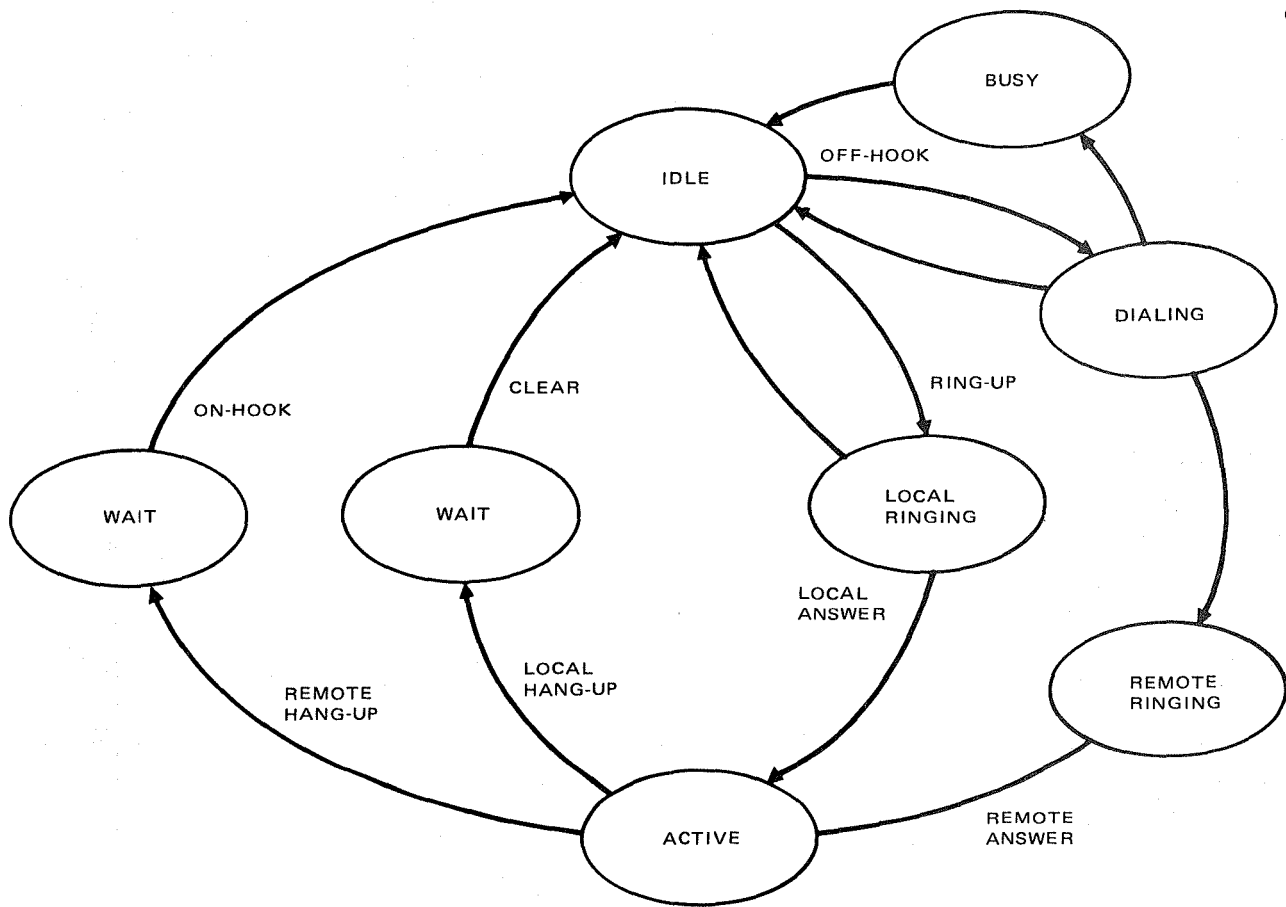 BUSY
IDLE
OFF-HOOK
DIALING
RING-UP
CLEAR
ON-HOOK
WAIT
WAIT
LOCAL
RINGING
LOCAL
ANSWER
LOCAL
HANG-UP
REMOTE
HANG-UP
REMOTE
RINGING
REMOTE
ANSWER
ACTIVE